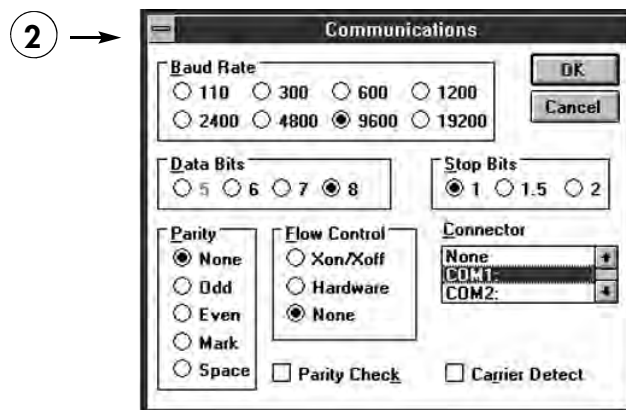 2
Communications
Baud Rate
110 300 600 1200
2400 4800 9600 19200
OK
Cancel
Data Bits
5 6 7 8
Stop Bits
1 1.5 2
Parity
None
Odd
Even
Mark
Space
Flow Control
Xon/Xoff
Hardware
None
Connector
None
COM1:
COM2:
Parity Check
Carrier Detect